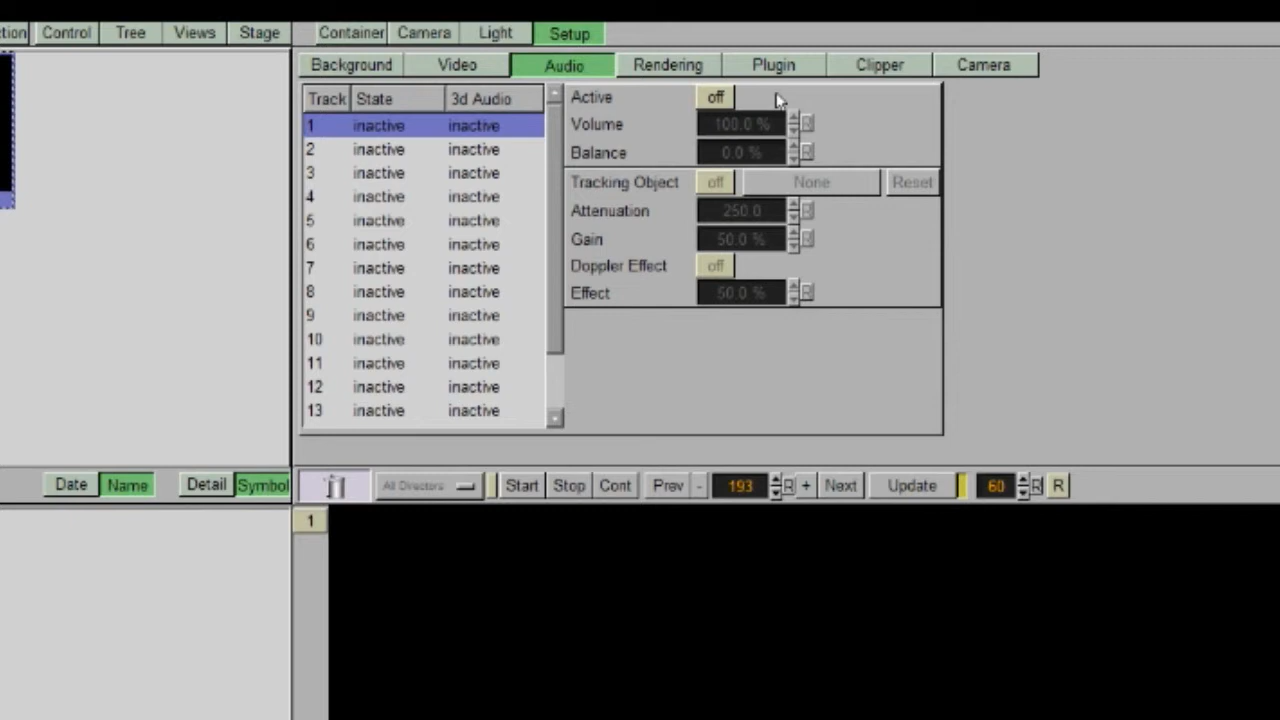 ction Control Tree Views Stage Container Camera Light Setup
Background Video Audio Rendering Plugin Clipper Camera
Track State 3d Audio
1 inactive inactive
2 inactive inactive
3 inactive inactive
4 inactive inactive
5 inactive inactive
6 inactive inactive
7 inactive inactive
8 inactive inactive
9 inactive inactive
10 inactive inactive
11 inactive inactive
12 inactive inactive
13 inactive inactive
Active off
Volume 100.0 % R
Balance 0.0 % R
Tracking Object off None Reset
Attenuation 250.0 R
Gain 50.0 % R
Doppler Effect off
Effect 50.0 % R
Date Name Detail Symbol All Directors Start Stop Cont Prev - 193 R + Next Update 60 R R
1